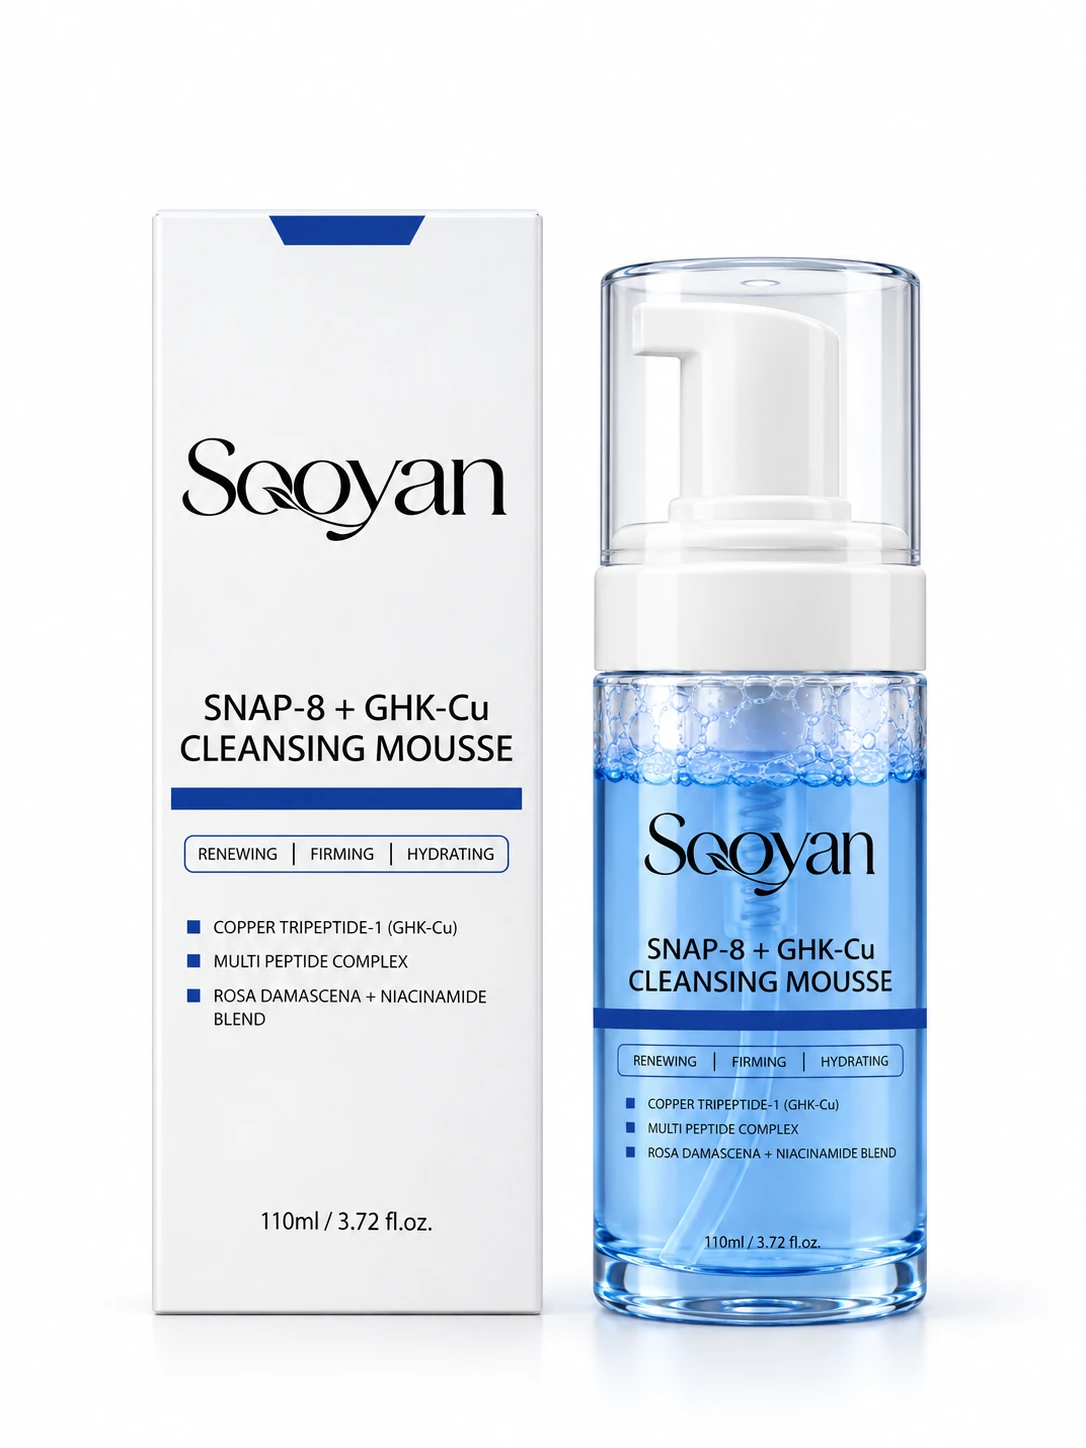 Seqoyan
SNAP-8 + GHK-Cu
CLEANSING MOUSSE
RENEWING | FIRMING | HYDRATING
COPPER TRIPEPTIDE-1 (GHK-Cu)
MULTI PEPTIDE COMPLEX
ROSA DAMASCENA + NIACINAMIDE
BLEND
110ml / 3.72 fl.oz.
Seqoyan
SNAP-8 + GHK-Cu
CLEANSING MOUSSE
RENEWING | FIRMING | HYDRATING
COPPER TRIPEPTIDE-1 (GHK-Cu)
MULTI PEPTIDE COMPLEX
ROSA DAMASCENA + NIACINAMIDE BLEND
110ml / 3.72 fl.oz.